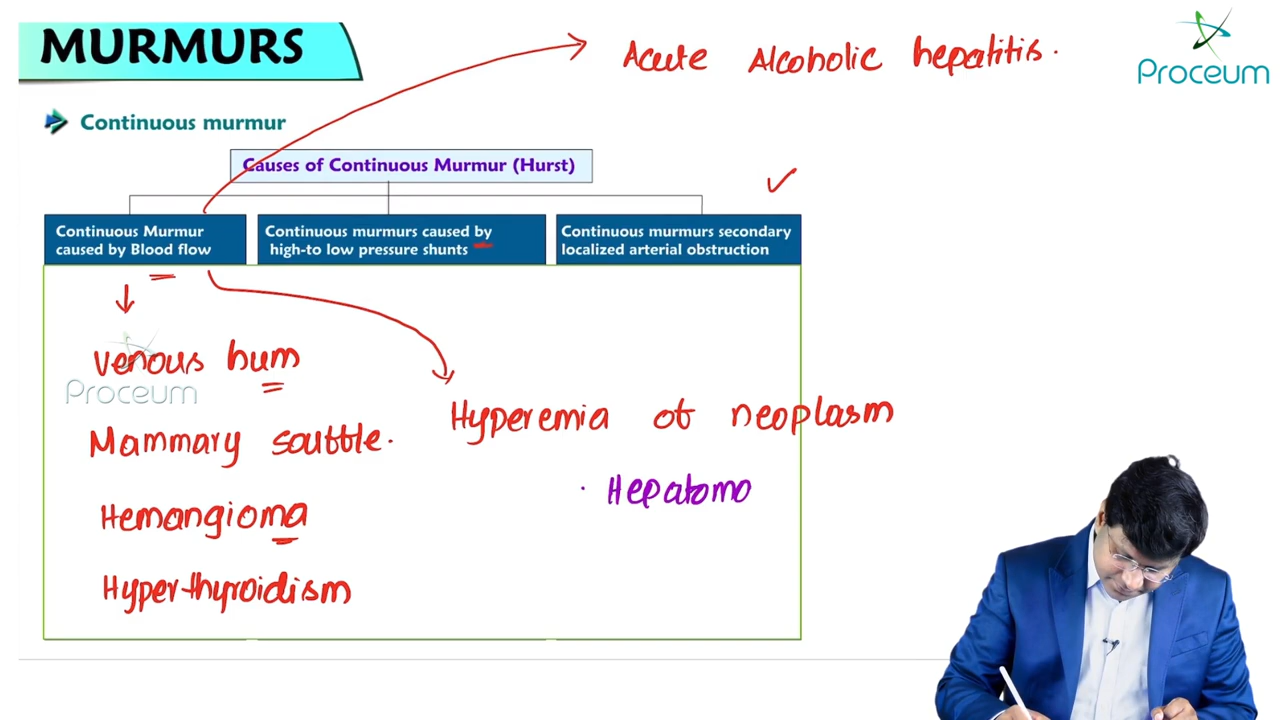 MURMURS
Acute Alcoholic hepatitis.
Proceum
Continuous murmur
Causes of Continuous Murmur (Hurst)
Continuous Murmur
caused by Blood flow
Continuous murmurs caused by
high-to low pressure shunts
Continuous murmurs secondary
localized arterial obstruction
Venous hum
Proceum
Mammary souttle.
Hemangioma
Hyperthyroidism
Hyperemia of neoplasm
Hepatomo